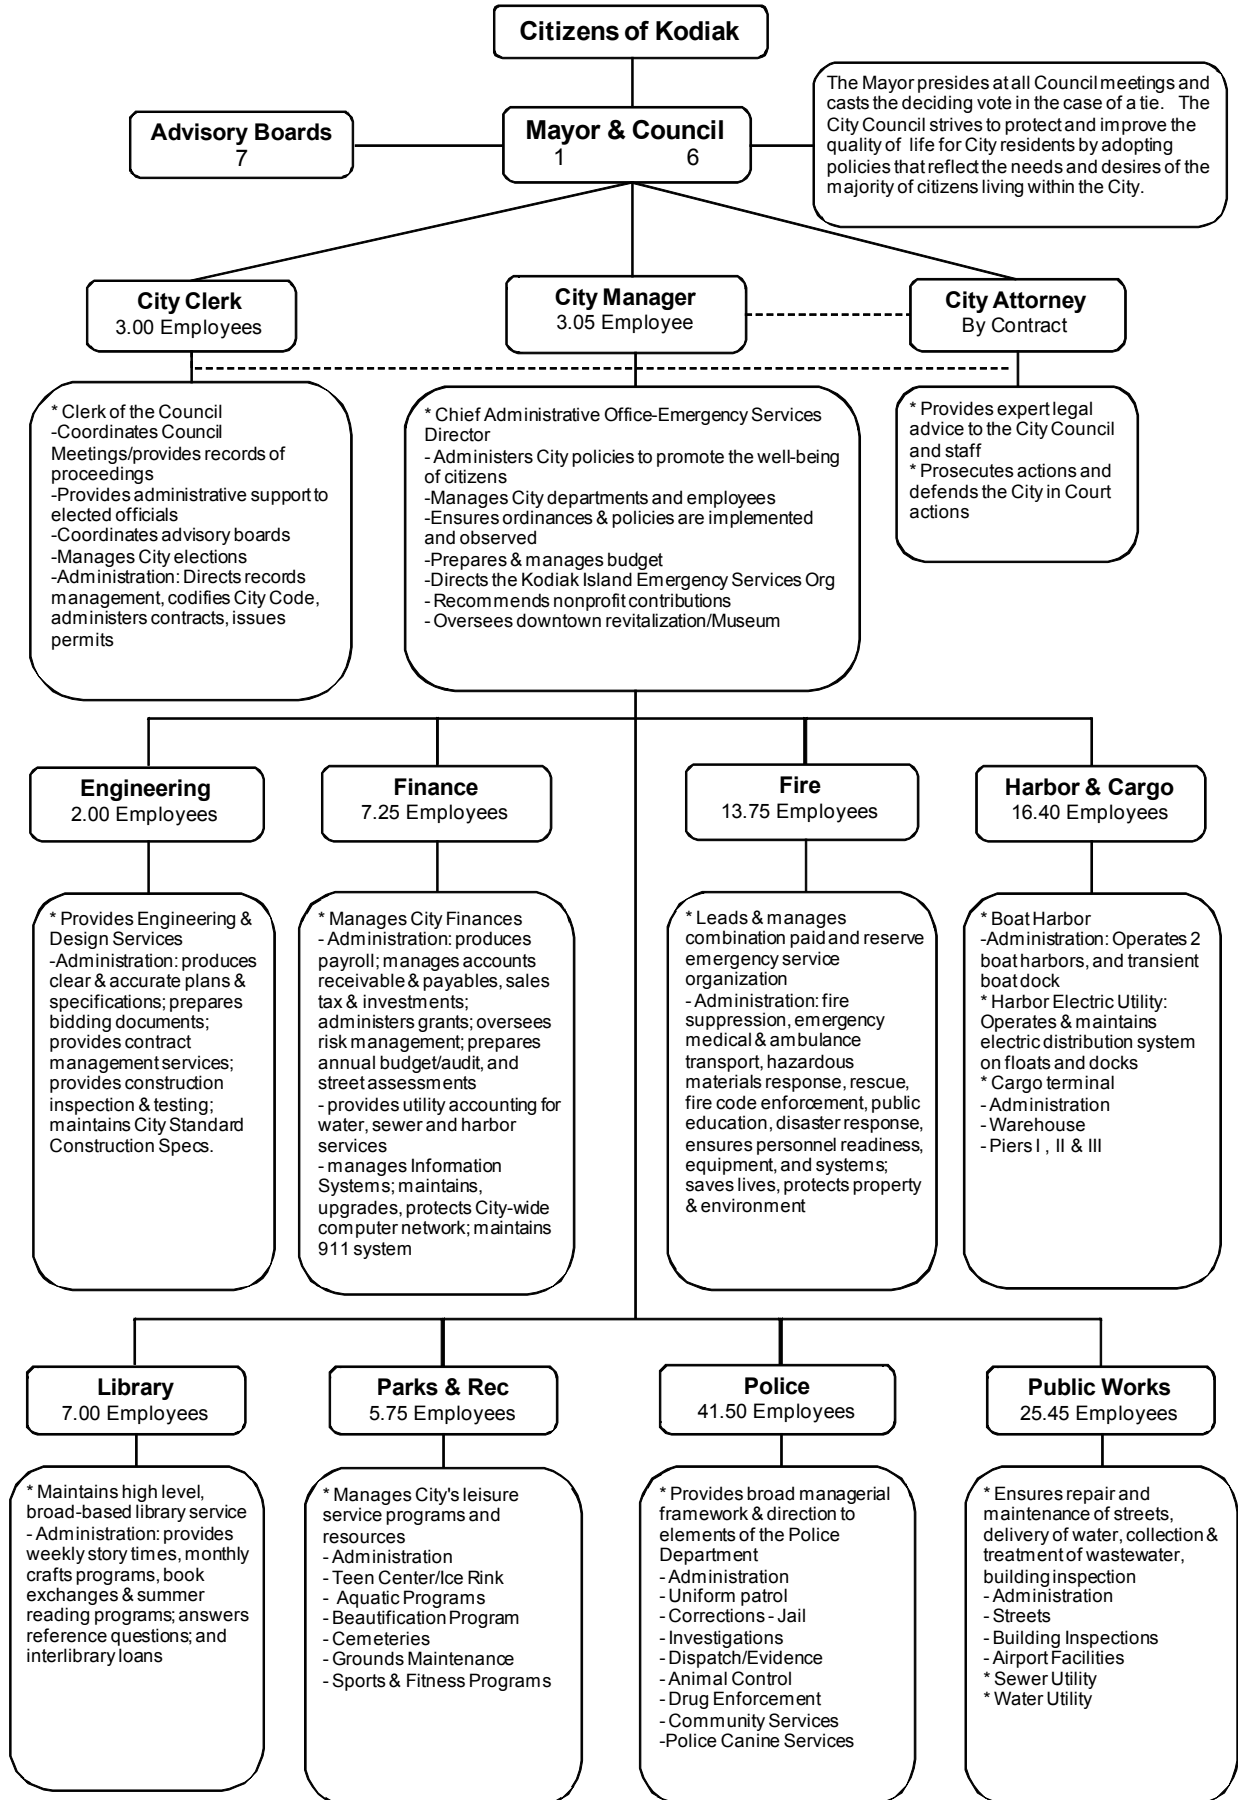 Citizens of Kodiak
Advisory Boards
7
Mayor & Council
1 6
The Mayor presides at all Council meetings and
casts the deciding vote in the case of a tie. The
City Council strives to protect and improve the
quality of life for City residents by adopting
policies that reflect the needs and desires of the
majority of citizens living within the City.
City Clerk
3.00 Employees
City Manager
3.05 Employee
City Attorney
By Contract
* Clerk of the Council
-Coordinates Council
Meetings/provides records of
proceedings
-Provides administrative support to
elected officials
-Coordinates advisory boards
-Manages City elections
-Administration: Directs records
management, codifies City Code,
administers contracts, issues
permits
* Chief Administrative Office-Emergency Services
Director
- Administers City policies to promote the well-being
of citizens
-Manages City departments and employees
-Ensures ordinances & policies are implemented
and observed
-Prepares & manages budget
-Directs the Kodiak Island Emergency Services Org
- Recommends nonprofit contributions
- Oversees downtown revitalization/Museum
* Provides expert legal
advice to the City Council
and staff
* Prosecutes actions and
defends the City in Court
actions
Engineering
2.00 Employees
Finance
7.25 Employees
Fire
13.75 Employees
Harbor & Cargo
16.40 Employees
* Provides Engineering &
Design Services
-Administration: produces
clear & accurate plans &
specifications; prepares
bidding documents;
provides contract
management services;
provides construction
inspection & testing;
maintains City Standard
Construction Specs.
* Manages City Finances
- Administration: produces
payroll; manages accounts
receivable & payables, sales
tax & investments;
administers grants; oversees
risk management; prepares
annual budget/audit, and
street assessments
- provides utility accounting for
water, sewer and harbor
services
- manages Information
Systems; maintains,
upgrades, protects City-wide
computer network; maintains
911 system
* Leads & manages
combination paid and reserve
emergency service
organization
- Administration: fire
suppression, emergency
medical & ambulance
transport, hazardous
materials response, rescue,
fire code enforcement, public
education, disaster response,
ensures personnel readiness,
equipment, and systems;
saves lives, protects property
& environment
* Boat Harbor
-Administration: Operates 2
boat harbors, and transient
boat dock
* Harbor Electric Utility:
Operates & maintains
electric distribution system
on floats and docks
* Cargo terminal
- Administration
- Warehouse
- Piers I , II & III
Library
7.00 Employees
Parks & Rec
5.75 Employees
Police
41.50 Employees
Public Works
25.45 Employees
* Maintains high level,
broad-based library service
- Administration: provides
weekly story times, monthly
crafts programs, book
exchanges & summer
reading programs; answers
reference questions; and
interlibrary loans
* Manages City's leisure
service programs and
resources
- Administration
- Teen Center/Ice Rink
- Aquatic Programs
- Beautification Program
- Cemeteries
- Grounds Maintenance
- Sports & Fitness Programs
* Provides broad managerial
framework & direction to
elements of the Police
Department
- Administration
- Uniform patrol
- Corrections - Jail
- Investigations
- Dispatch/Evidence
- Animal Control
- Drug Enforcement
- Community Services
-Police Canine Services
* Ensures repair and
maintenance of streets,
delivery of water, collection &
treatment of wastewater,
building inspection
- Administration
- Streets
- Building Inspections
- Airport Facilities
* Sewer Utility
* Water Utility